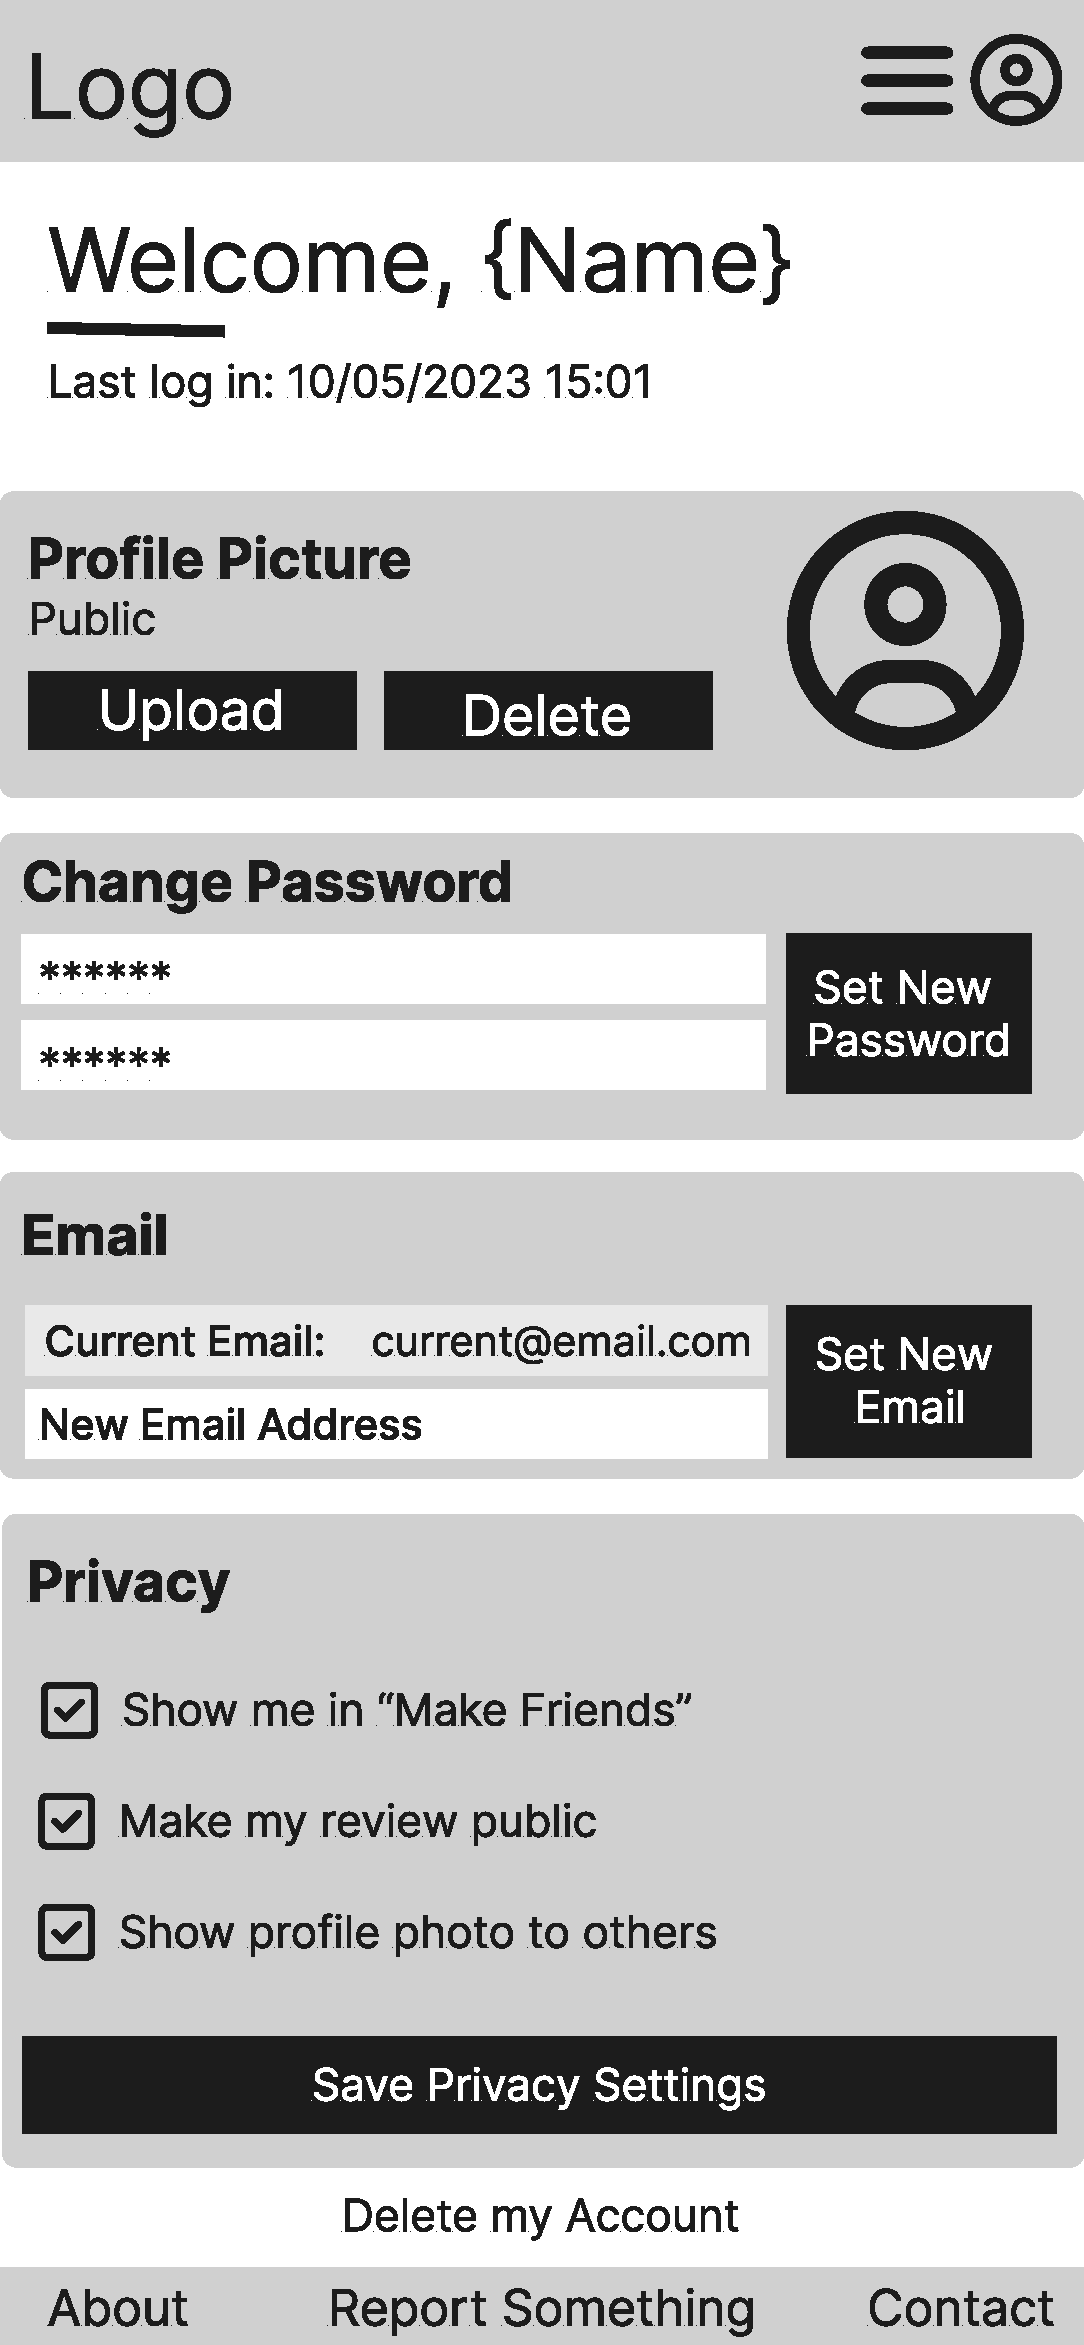 Logo
Welcome, {Name}
Last log in: 10/05/2023 15:01
Profile Picture
Public
Upload Delete
Change Password
******
******
Set New
Password
Email
Current Email: current@email.com
New Email Address
Set New
Email
Privacy
Show me in “Make Friends”
Make my review public
Show profile photo to others
Save Privacy Settings
Delete my Account
About Report Something Contact